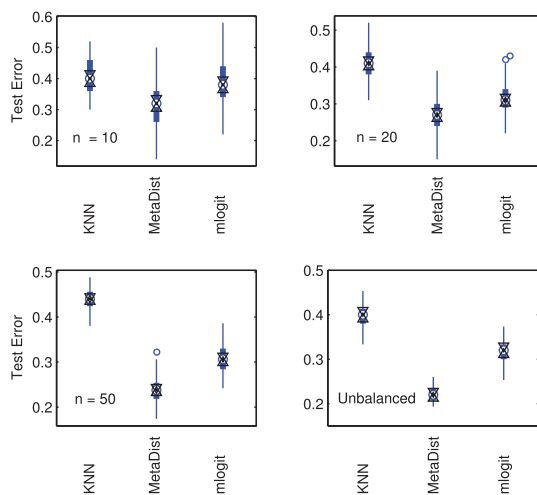 0.6
0.5
0.4
0.3
0.2
Test Error
n = 10
KNN
MetaDist
mlogit
0.5
0.4
0.3
0.2
n = 20
KNN
MetaDist
mlogit
0.5
0.4
0.3
0.2
Test Error
n = 50
KNN
MetaDist
mlogit
0.5
0.4
0.3
0.2
Unbalanced
KNN
MetaDist
mlogit